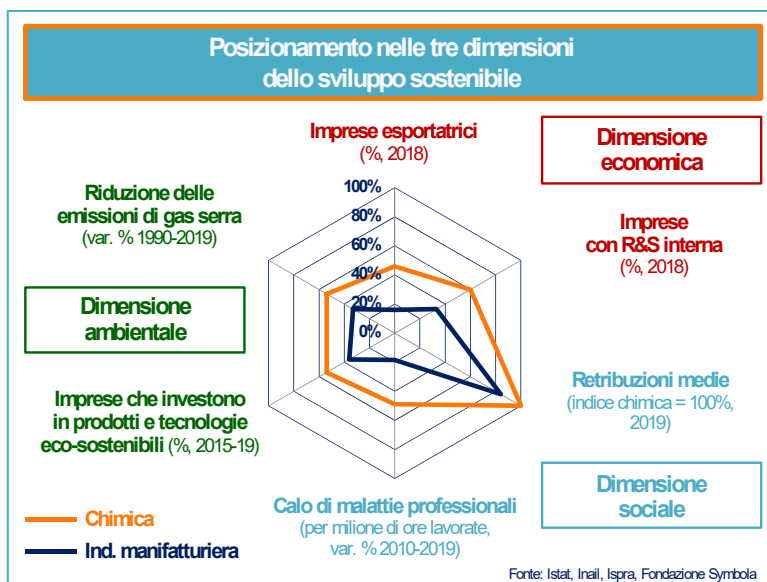 Posizionamento nelle tre dimensioni
dello sviluppo sostenibile
Imprese esportatrici
(%, 2018)
Dimensione
economica
Riduzione delle
emissioni di gas serra
(var. % 1990-2019)
100%
80%
60%
40%
20%
0%
Imprese
con R&S interna
(%, 2018)
Dimensione
ambientale
Imprese che investono
in prodotti e tecnologie
eco-sostenibili (%, 2015-19)
Retribuzioni medie
(indice chimica = 100%,
2019)
Calo di malattie professionali
(per milione di ore lavorate,
var. % 2010-2019)
Dimensione
sociale
Chimica
Ind. manifatturiera
Fonte: Istat, Inail, Ispra, Fondazione Symbola